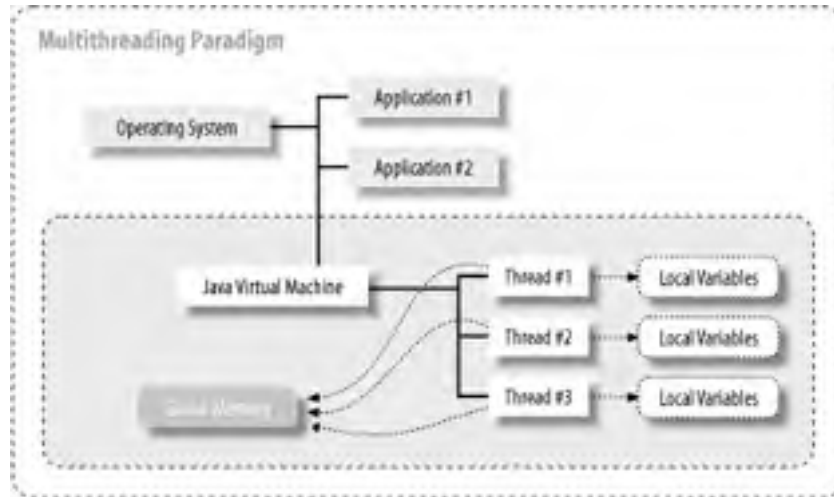 Multithreading Paradigm
Application #1
Operating System
Application #2
Java Virtual Machine
Thread #1
Local Variables
Thread #2
Local Variables
Memory
Thread #3
Local Variables